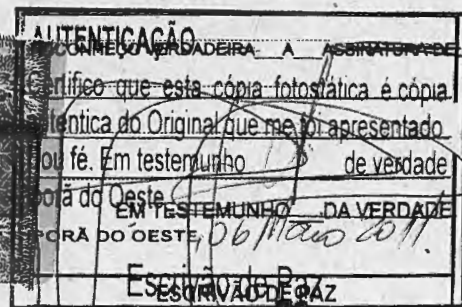 AUTENTICAÇÃO
RECONHEÇO VERDADEIRA A ASSINATURA DE
Certifico que esta cópia fotostática é cópia
autentica do Original que me foi apresentado
dou fé. Em testemunho de verdade
porã do Oeste
EM TESTEMUNHO DA VERDADE
PORÃ DO OESTE, 06 Maio 2011.
Escrivão de Paz
ESCRIVÃO DE PAZ